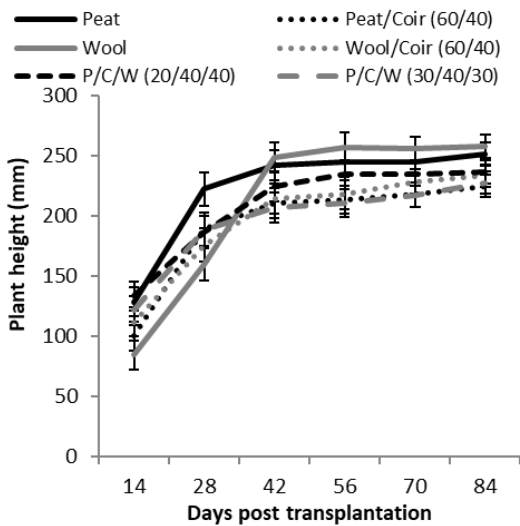 Peat
Peat/Coir (60/40)
Wool
Wool/Coir (60/40)
P/C/W (20/40/40)
P/C/W (30/40/30)
300
250
200
150
100
50
0
Plant height (mm)
14 28 42 56 70 84
Days post transplantation